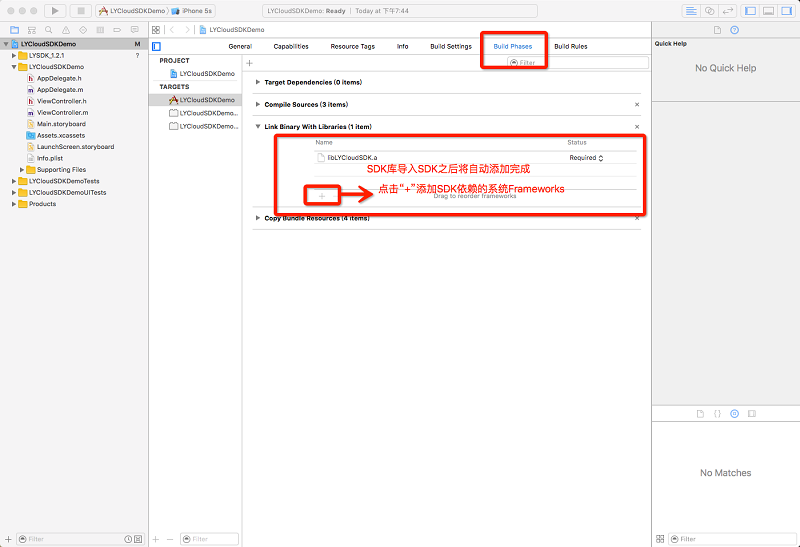 LYCloudSDKDemo
iPhone 5s
LYCloudSDKDemo: Ready | Today at 下午7:44
LYCloudSDKDemo M
LYSDK_1.2.1 ?
LYCloudSDKDemo
AppDelegate.h
AppDelegate.m
ViewController.h
ViewController.m
Main.storyboard
Assets.xcassets
LaunchScreen.storyboard
Info.plist
Supporting Files
LYCloudSDKDemoTests
LYCloudSDKDemoUITests
Products
Filter
LYCloudSDKDemo
General Capabilities Resource Tags Info Build Settings Build Phases Build Rules
PROJECT
LYCloudSDKDemo
TARGETS
LYCloudSDKDemo
LYCloudSDKDemo...
LYCloudSDKDemo...
Filter
Filter
Target Dependencies (0 items)
Compile Sources (3 items)
Link Binary With Libraries (1 item)
Name Status
libLYCloudSDK.a Required
SDK库导入SDK之后将自动添加完成
点击“+”添加SDK依赖的系统Frameworks
Drag to reorder frameworks
Copy Bundle Resources (4 items)
Quick Help
No Quick Help
No Matches
Filter